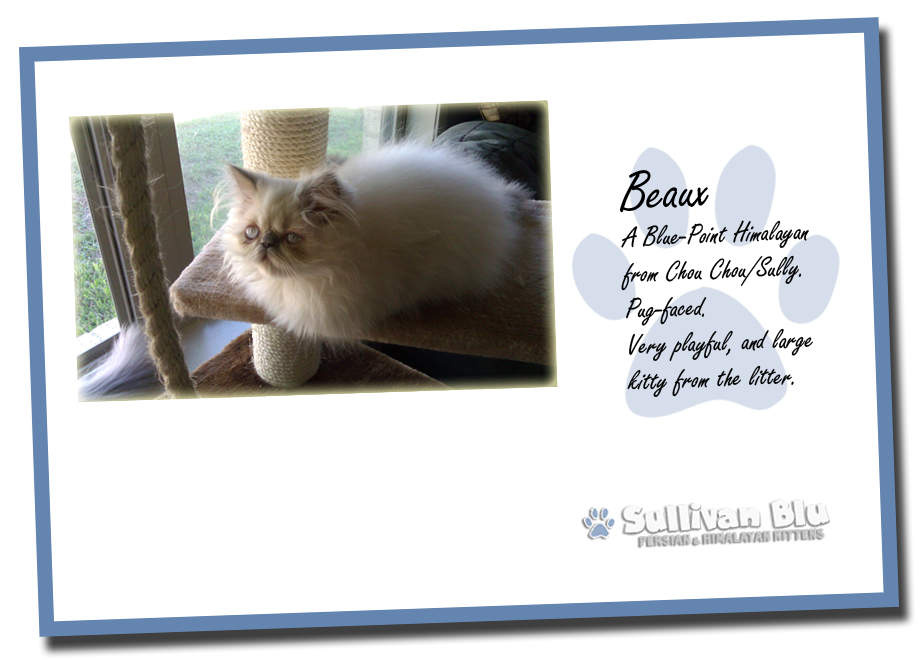 Beaux
A Blue-Point Himalayan
from Chou Chou/Sully.
Pug-faced.
Very playful, and large
kitty from the litter.
Sullivan Blu
PERSIAN & HIMALAYAN KITTENS